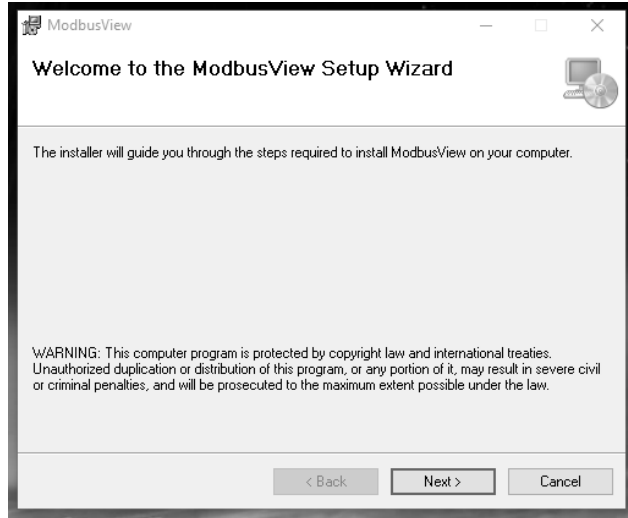 ModbusView
Welcome to the ModbusView Setup Wizard
The installer will guide you through the steps required to install ModbusView on your computer.
WARNING: This computer program is protected by copyright law and international treaties.
Unauthorized duplication or distribution of this program, or any portion of it, may result in severe civil
or criminal penalties, and will be prosecuted to the maximum extent possible under the law.
< Back
Next >
Cancel